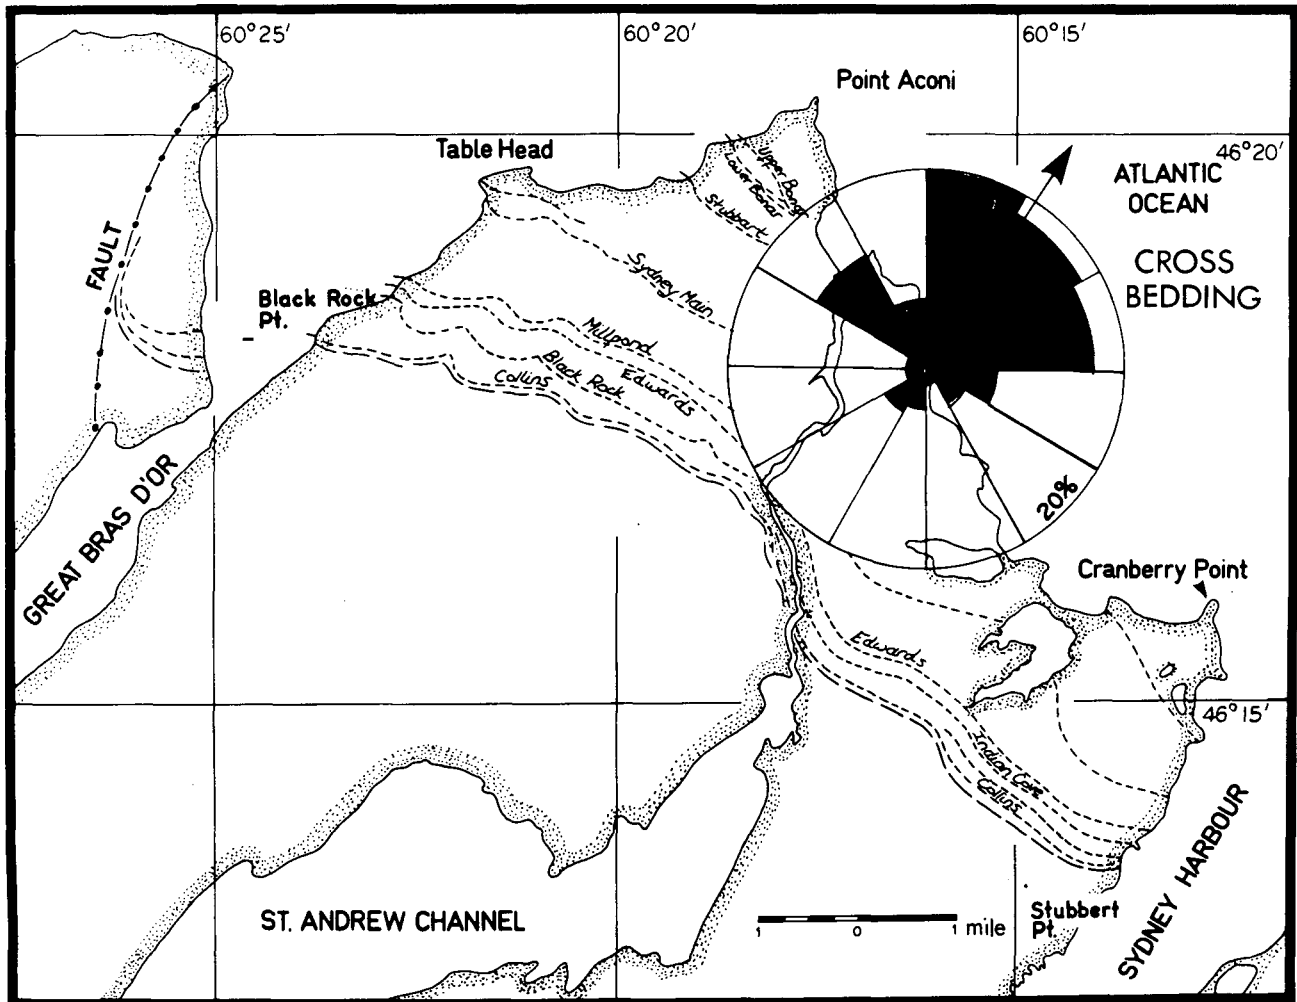 60°25′
60°20′
60°15′
Point Aconi
46°20′
Table Head
ATLANTIC
OCEAN
CROSS
BEDDING
Upper Bonar
Lower Bonar
Stubbart
FAULT
Sydney Main
Black Rock
Pt.
Millpond
Edwards
Black Rock
Collins
20%
GREAT BRAS D'OR
Cranberry Point
Edwards
46°15′
Indian Cove
Collins
SYDNEY HARBOUR
ST. ANDREW CHANNEL
1 0 1 mile
Stubbert
Pt.